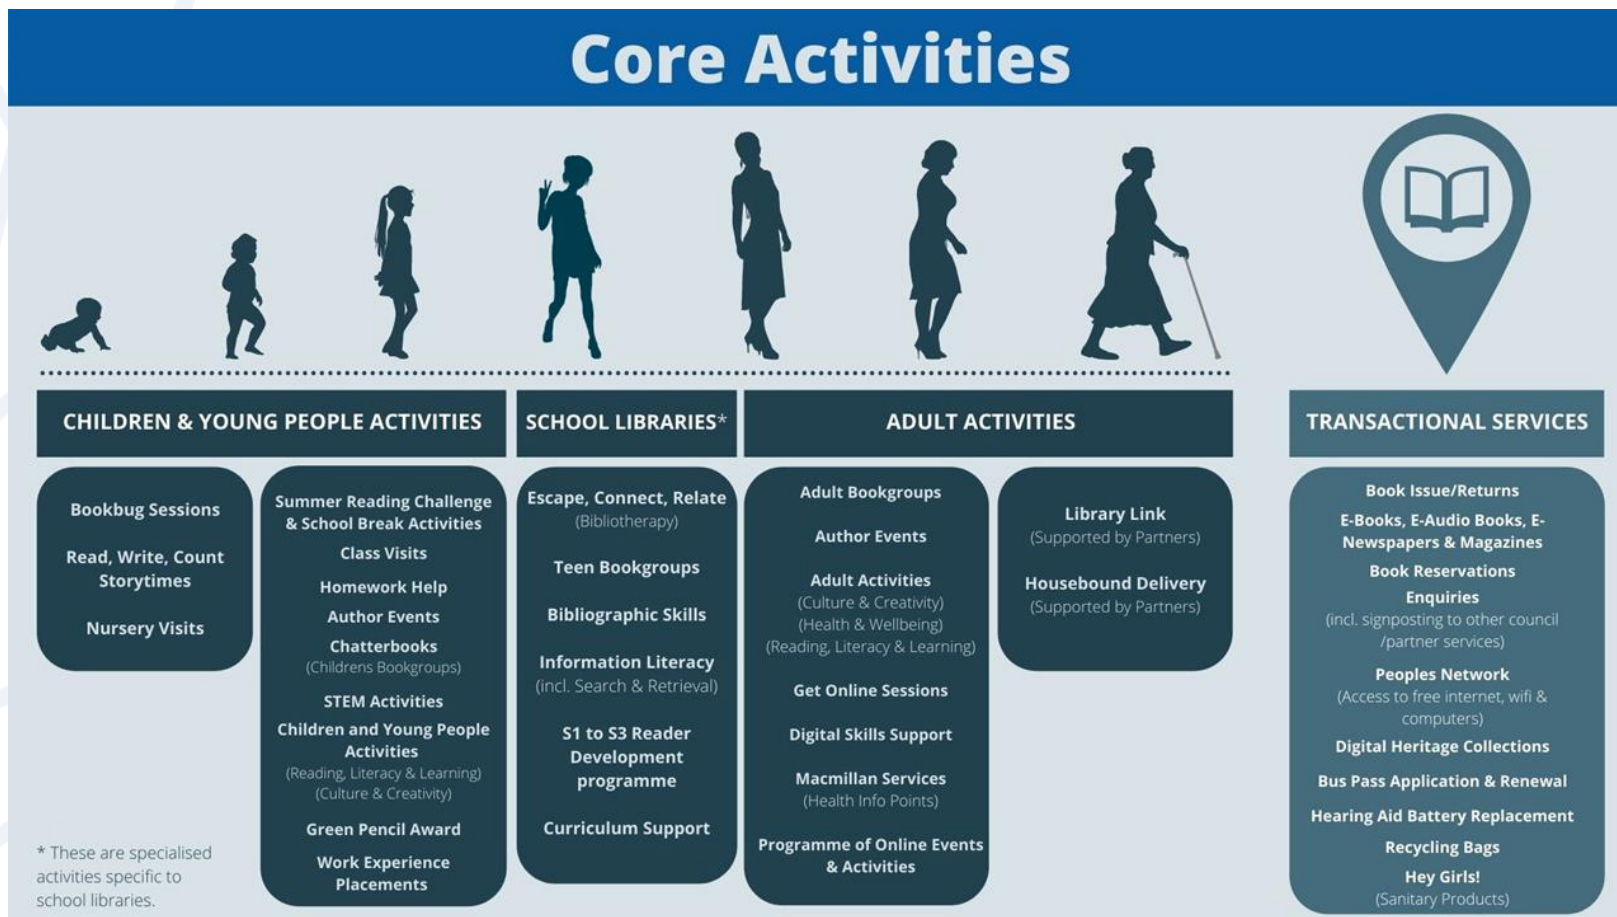 Core Activities
CHILDREN & YOUNG PEOPLE ACTIVITIES
Bookbug Sessions
Read, Write, Count
Storytimes
Nursery Visits
Summer Reading Challenge
& School Break Activities
Class Visits
Homework Help
Author Events
Chatterbooks
(Childrens Bookgroups)
STEM Activities
Children and Young People
Activities
(Reading, Literacy & Learning)
(Culture & Creativity)
Green Pencil Award
Work Experience
Placements
SCHOOL LIBRARIES*
Escape, Connect, Relate
(Bibliotherapy)
Teen Bookgroups
Bibliographic Skills
Information Literacy
(incl. Search & Retrieval)
S1 to S3 Reader
Development
programme
Curriculum Support
ADULT ACTIVITIES
Adult Bookgroups
Author Events
Adult Activities
(Culture & Creativity)
(Health & Wellbeing)
(Reading, Literacy & Learning)
Get Online Sessions
Digital Skills Support
Macmillan Services
(Health Info Points)
Programme of Online Events
& Activities
Library Link
(Supported by Partners)
Housebound Delivery
(Supported by Partners)
TRANSACTIONAL SERVICES
Book Issue/Returns
E-Books, E-Audio Books, E-
Newspapers & Magazines
Book Reservations
Enquiries
(incl. signposting to other council
/partner services)
Peoples Network
(Access to free internet, wifi &
computers)
Digital Heritage Collections
Bus Pass Application & Renewal
Hearing Aid Battery Replacement
Recycling Bags
Hey Girls!
(Sanitary Products)
* These are specialised
activities specific to
school libraries.